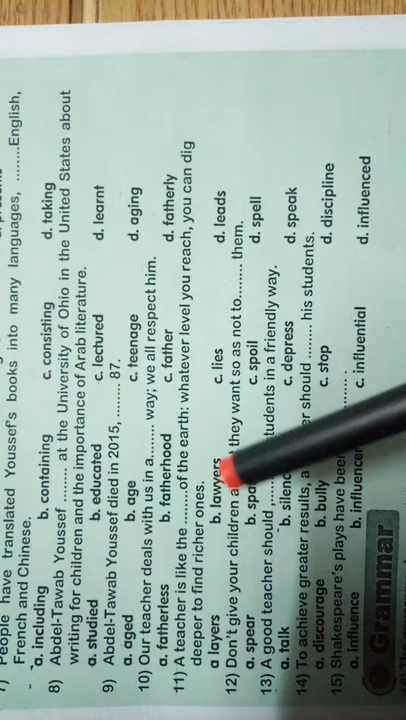 7) People have translated Youssef's books into many languages, .........English,
French and Chinese.
a. including b. containing c. consisting d. taking
8) Abdel-Tawab Youssef ......... at the University of Ohio in the United States about
writing for children and the importance of Arab literature.
a. studied b. educated c. lectured d. learnt
9) Abdel-Tawab Youssef died in 2015, ......... 87.
a. aged b. age c. teenage d. aging
10) Our teacher deals with us in a......... way; we all respect him.
a. fatherless b. fatherhood c. father d. fatherly
11) A teacher is like the .........of the earth: whatever level you reach, you can dig
deeper to find richer ones.
a layers b. lawyers c. lies d. leads
12) Don't give your children they want so as not to......... them.
a. spear b. c. spoil d. spell
13) A good teacher should students in a friendly way.
a. talk b. c. depress d. speak
14) To achieve greater results, a should ......... his students.
a. discourage b. bully c. stop d. discipline
15) Shakespeare's plays have been
a. influence b. c. influential d. influenced
Grammar